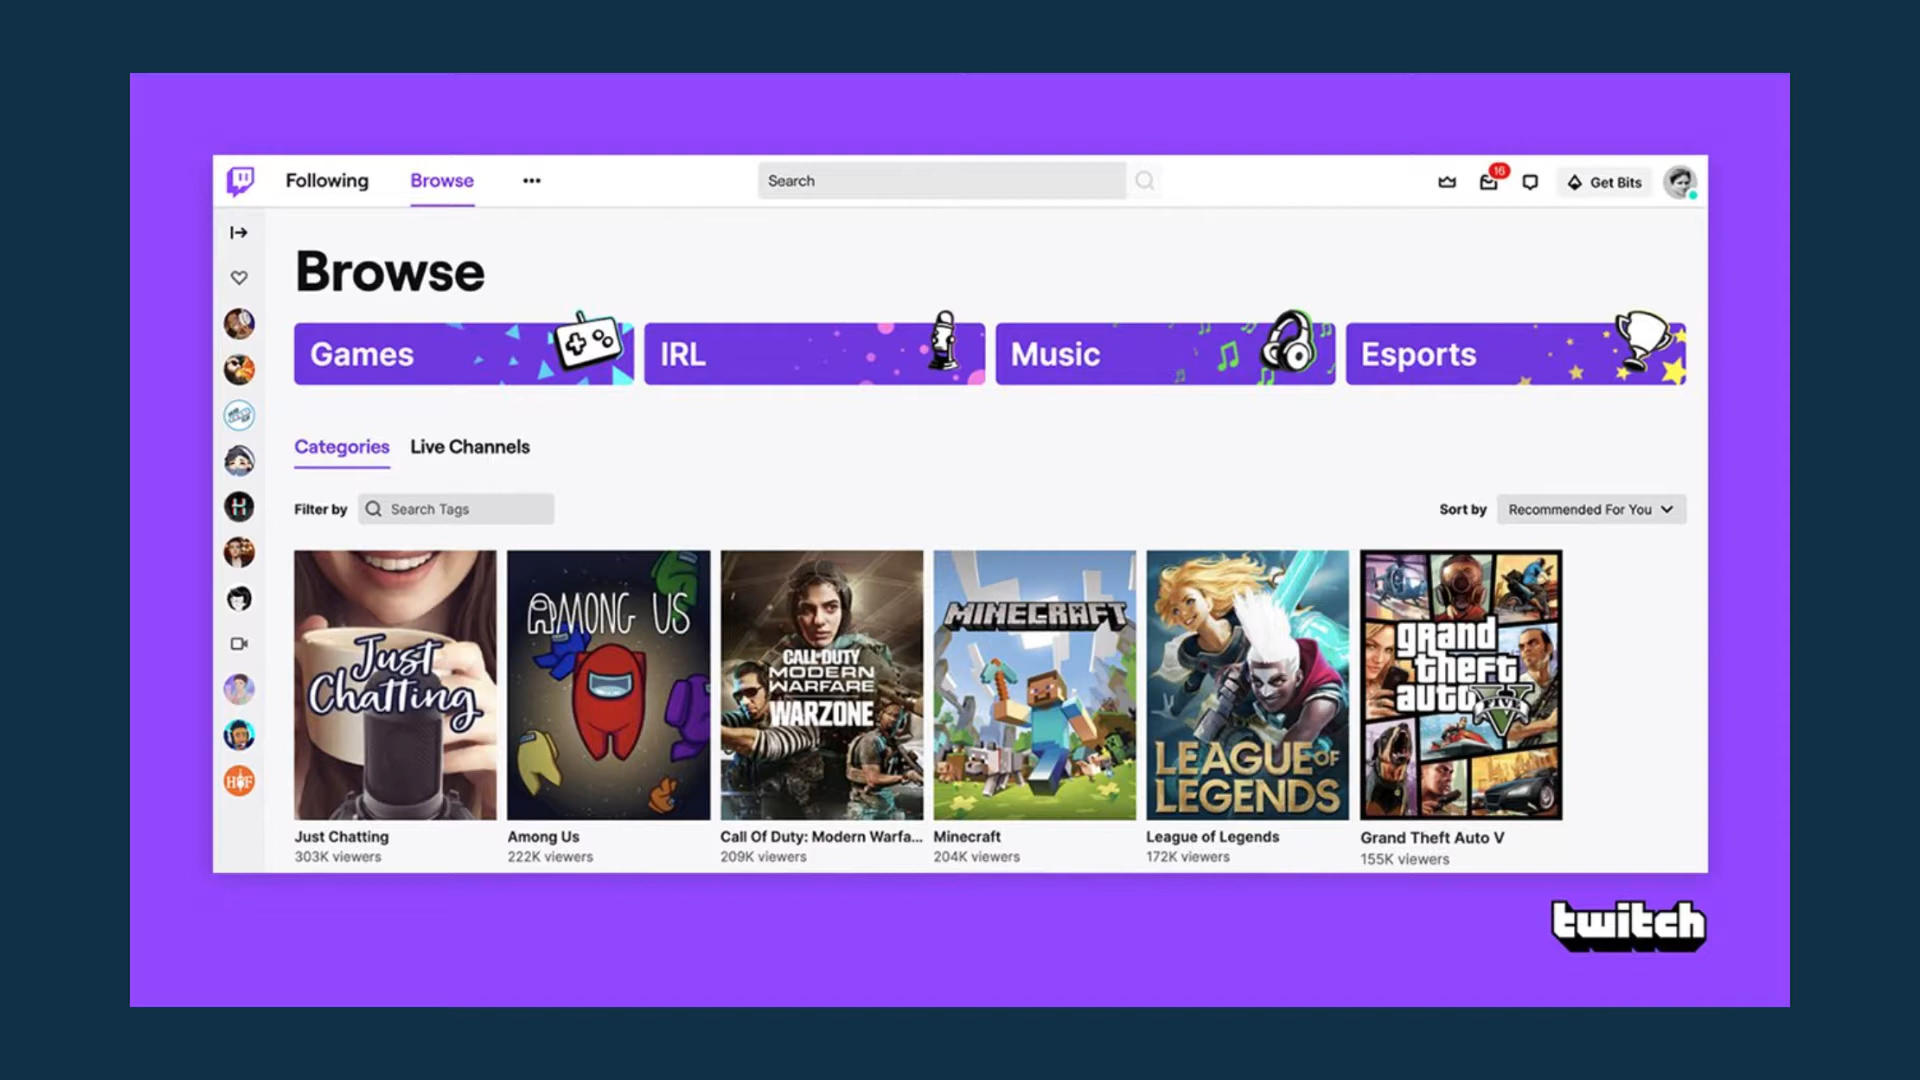 Following
Browse
Search
16
Get Bits
Browse
Games
IRL
Music
Esports
Categories
Live Channels
Filter by
Search Tags
Sort by
Recommended For You
Just
Chatting
AMONG US
CALL OF DUTY
MODERN
WARFARE
WARZONE
MINECRAFT
LEAGUE OF
LEGENDS
grand
theft
auto
FIVE
Just Chatting
303K viewers
Among Us
222K viewers
Call Of Duty: Modern Warfa...
209K viewers
Minecraft
204K viewers
League of Legends
172K viewers
Grand Theft Auto V
155K viewers
H
twitch